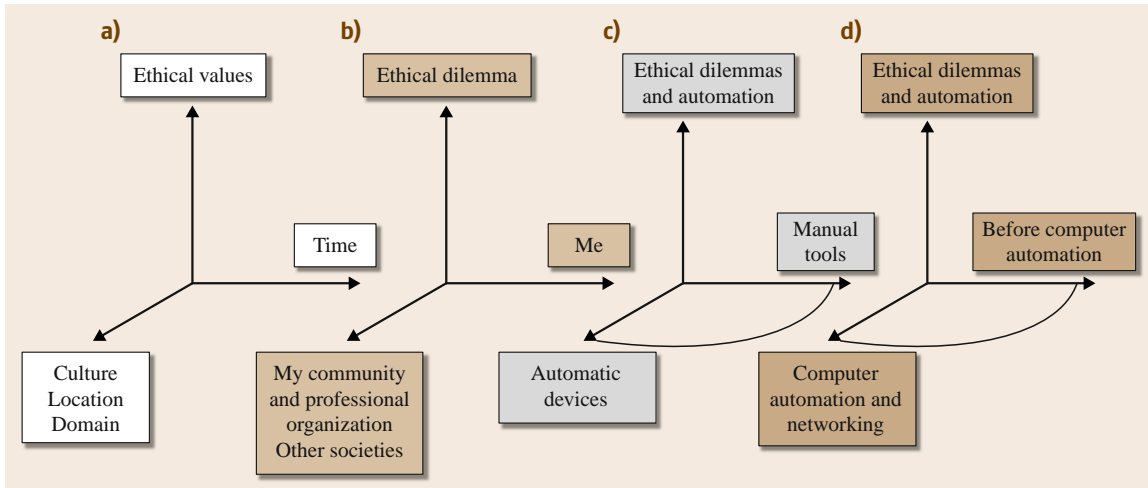 a)
Ethical values
Time
Culture
Location
Domain
b)
Ethical dilemma
Me
My community
and professional
organization
Other societies
c)
Ethical dilemmas
and automation
Manual
tools
Automatic
devices
d)
Ethical dilemmas
and automation
Before computer
automation
Computer
automation and
networking